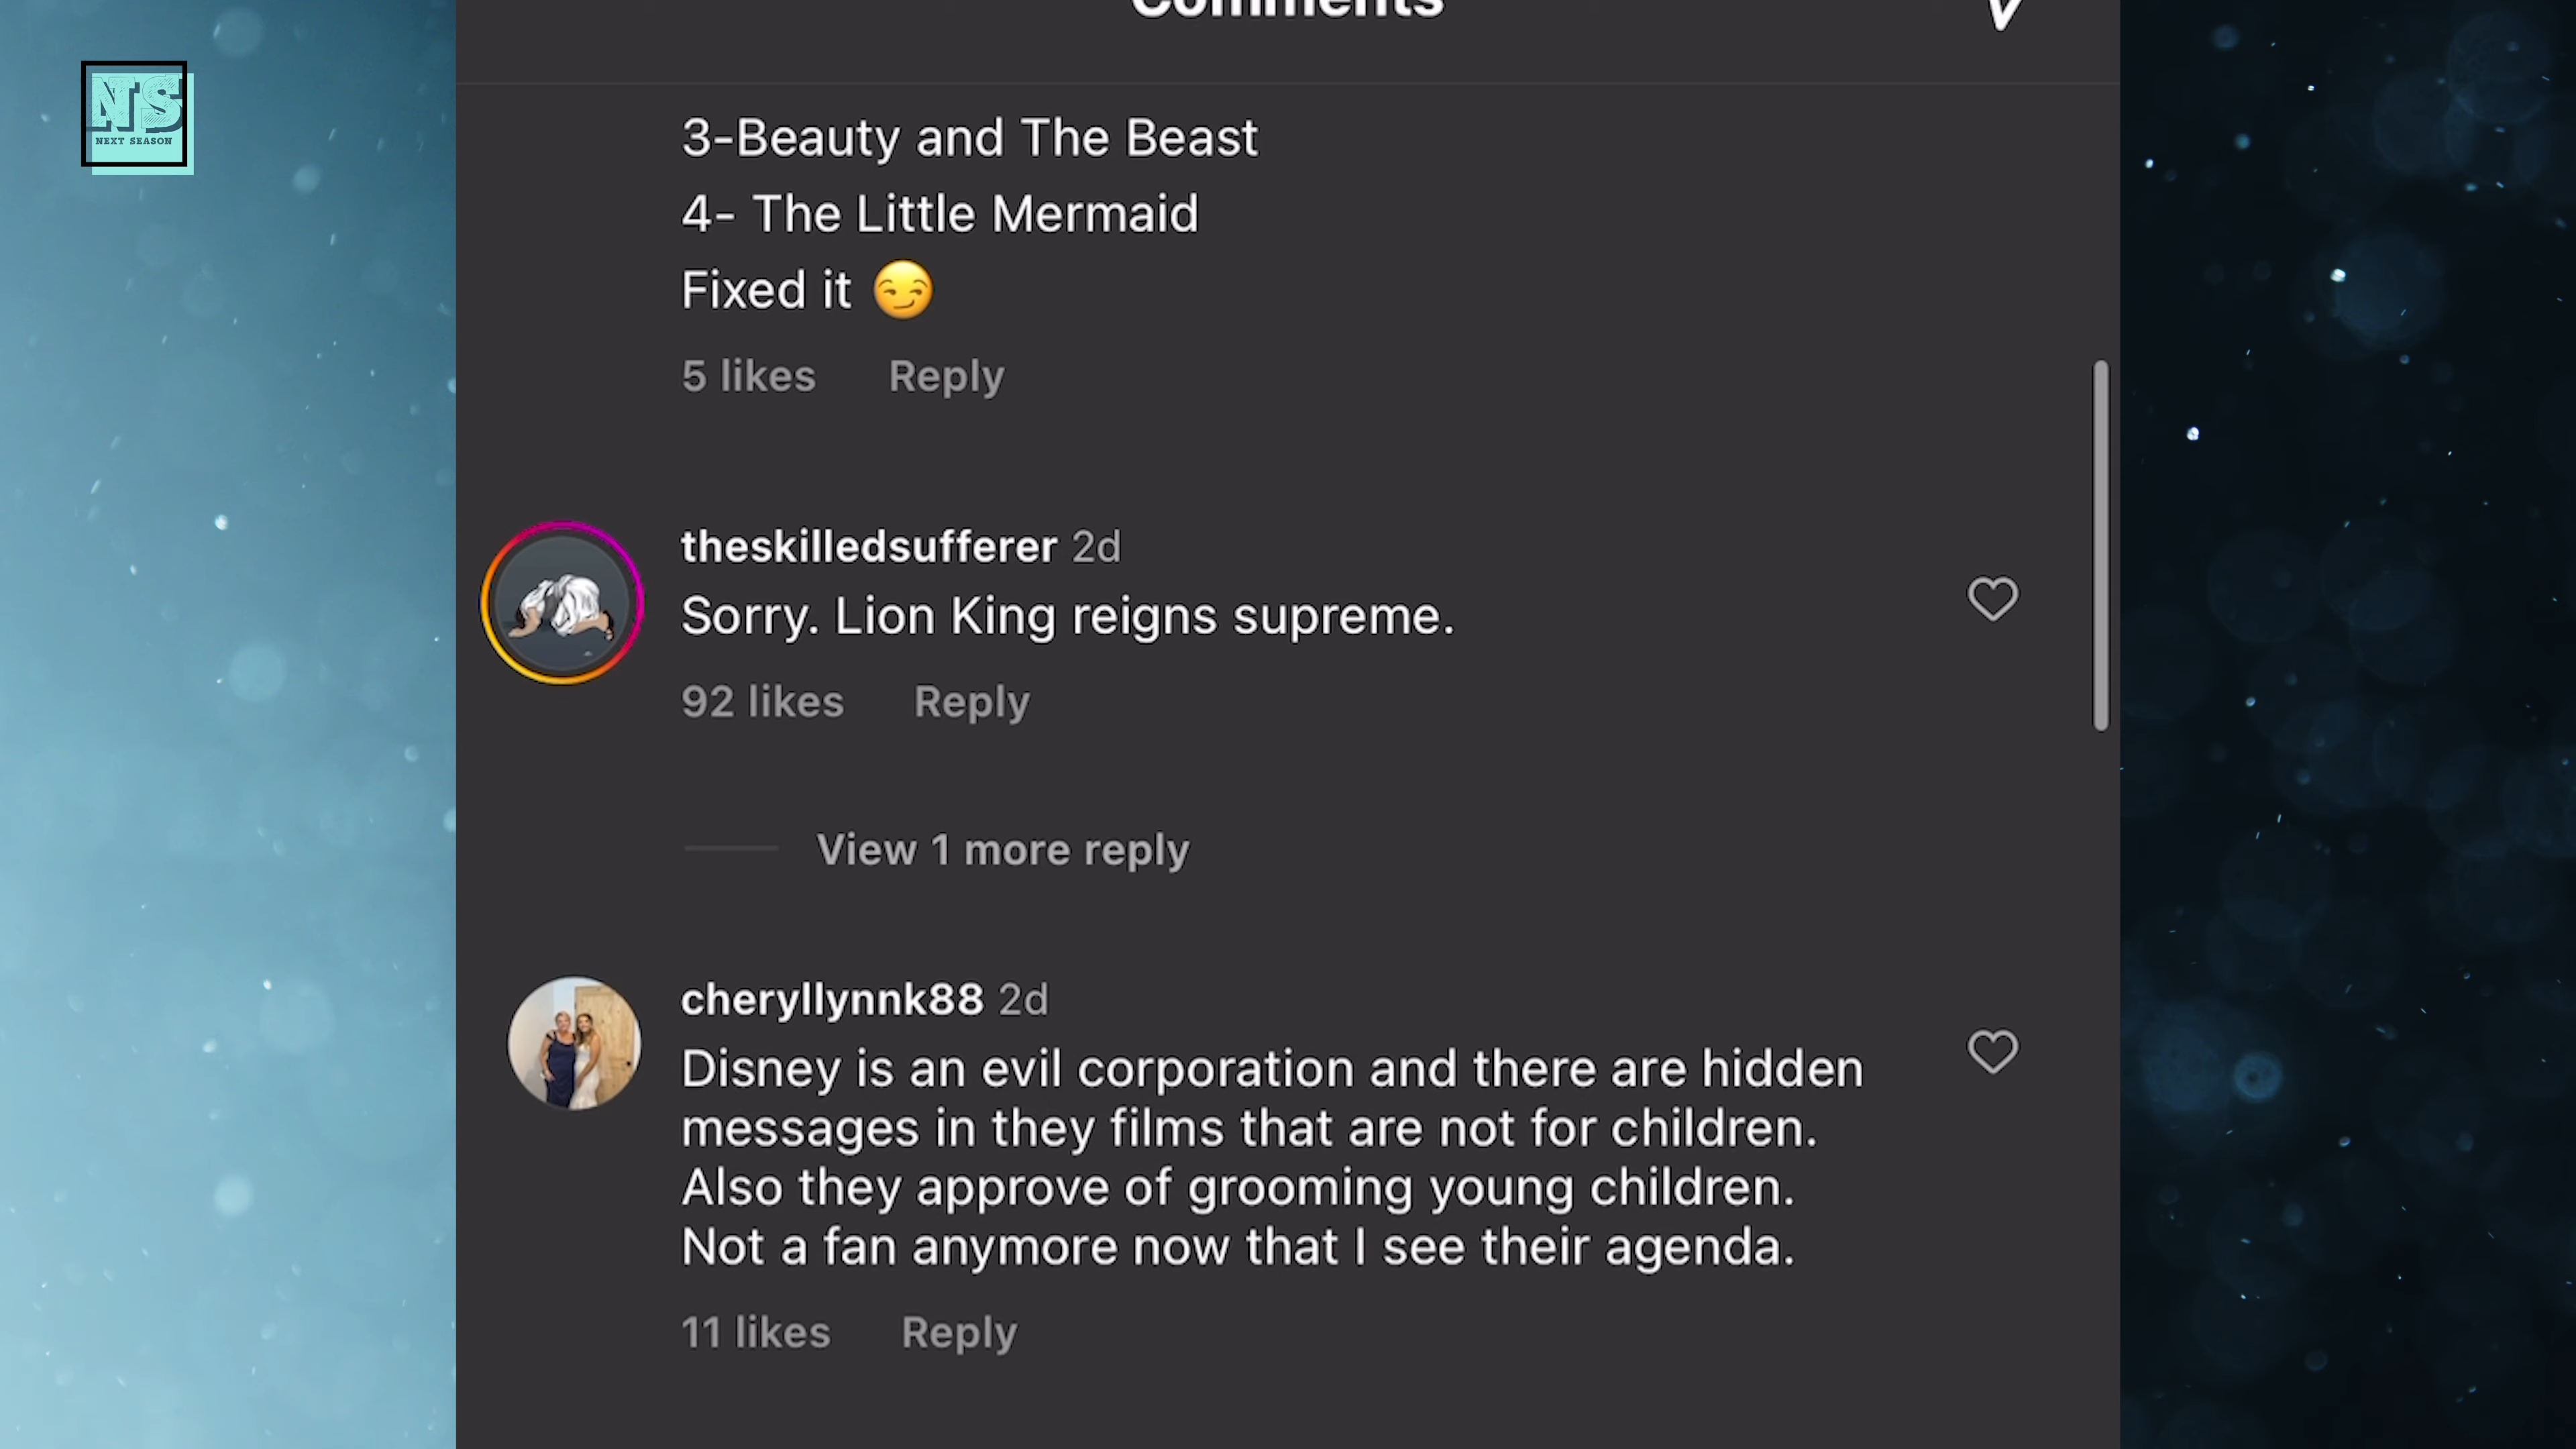 Comments
NS
NEXT SEASON
3-Beauty and The Beast
4- The Little Mermaid
Fixed it 😏
5 likes Reply
theskilledsufferer 2d
Sorry. Lion King reigns supreme.
92 likes Reply
View 1 more reply
cheryllynnk88 2d
Disney is an evil corporation and there are hidden
messages in they films that are not for children.
Also they approve of grooming young children.
Not a fan anymore now that I see their agenda.
11 likes Reply